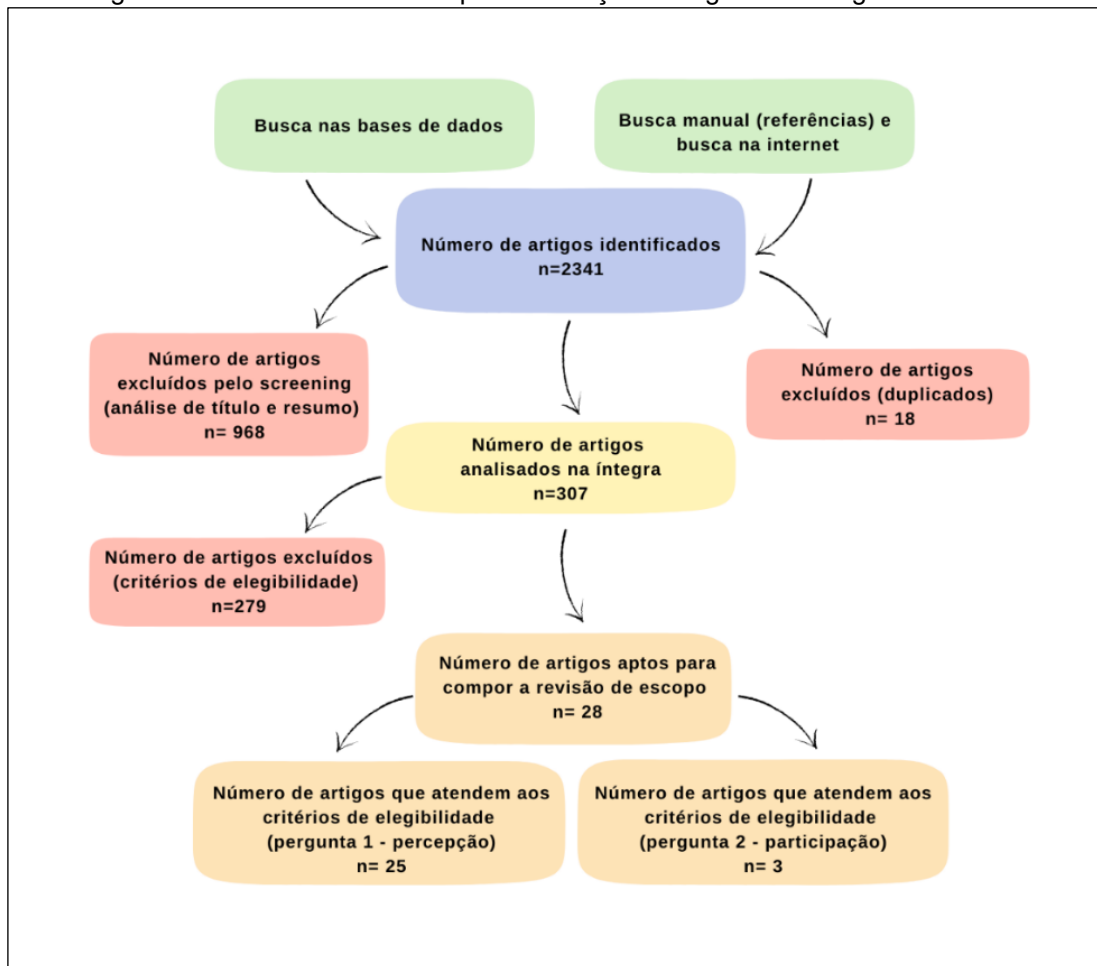 Busca nas bases de dados
Busca manual (referências) e
busca na internet
Número de artigos identificados
n=2341
Número de artigos
excluídos pelo screening
(análise de título e resumo)
n= 968
Número de artigos
excluídos (duplicados)
n= 18
Número de artigos
analisados na íntegra
n=307
Número de artigos excluídos
(critérios de elegibilidade)
n=279
Número de artigos aptos para
compor a revisão de escopo
n= 28
Número de artigos que atendem aos
critérios de elegibilidade
(pergunta 1 - percepção)
n= 25
Número de artigos que atendem aos
critérios de elegibilidade
(pergunta 2 - participação)
n= 3